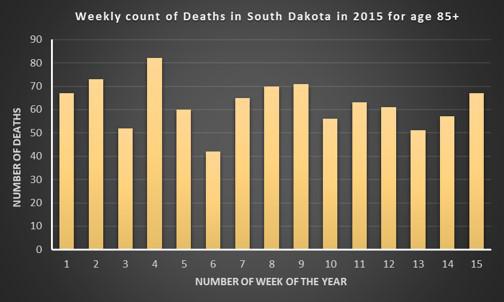 Weekly count of Deaths in South Dakota in 2015 for age 85+
90
80
70
60
50
40
30
20
10
0
NUMBER OF DEATHS
1 2 3 4 5 6 7 8 9 10 11 12 13 14 15
NUMBER OF WEEK OF THE YEAR